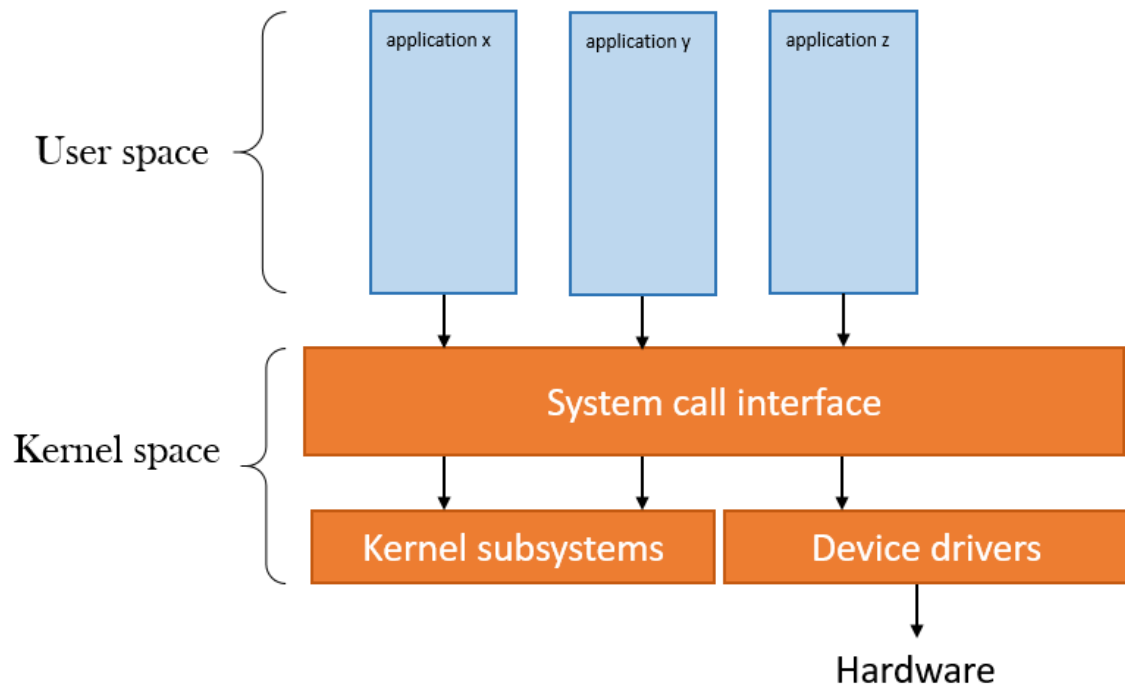 application x
application y
application z
User space
System call interface
Kernel space
Kernel subsystems
Device drivers
Hardware